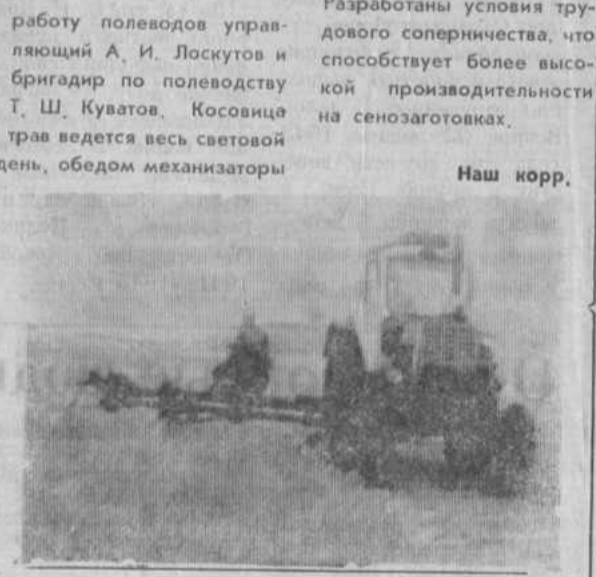 работу полеводов управ-
ляющий А. И. Лоскутов и
бригадир по полеводству
Т. Ш. Куватов. Косовица
трав ведется весь световой
день, обедом механизаторы
Разработаны условия тру-
дового соперничества, что
способствует более высо-
кой производительности
на сенозаготовках.
Наш корр.